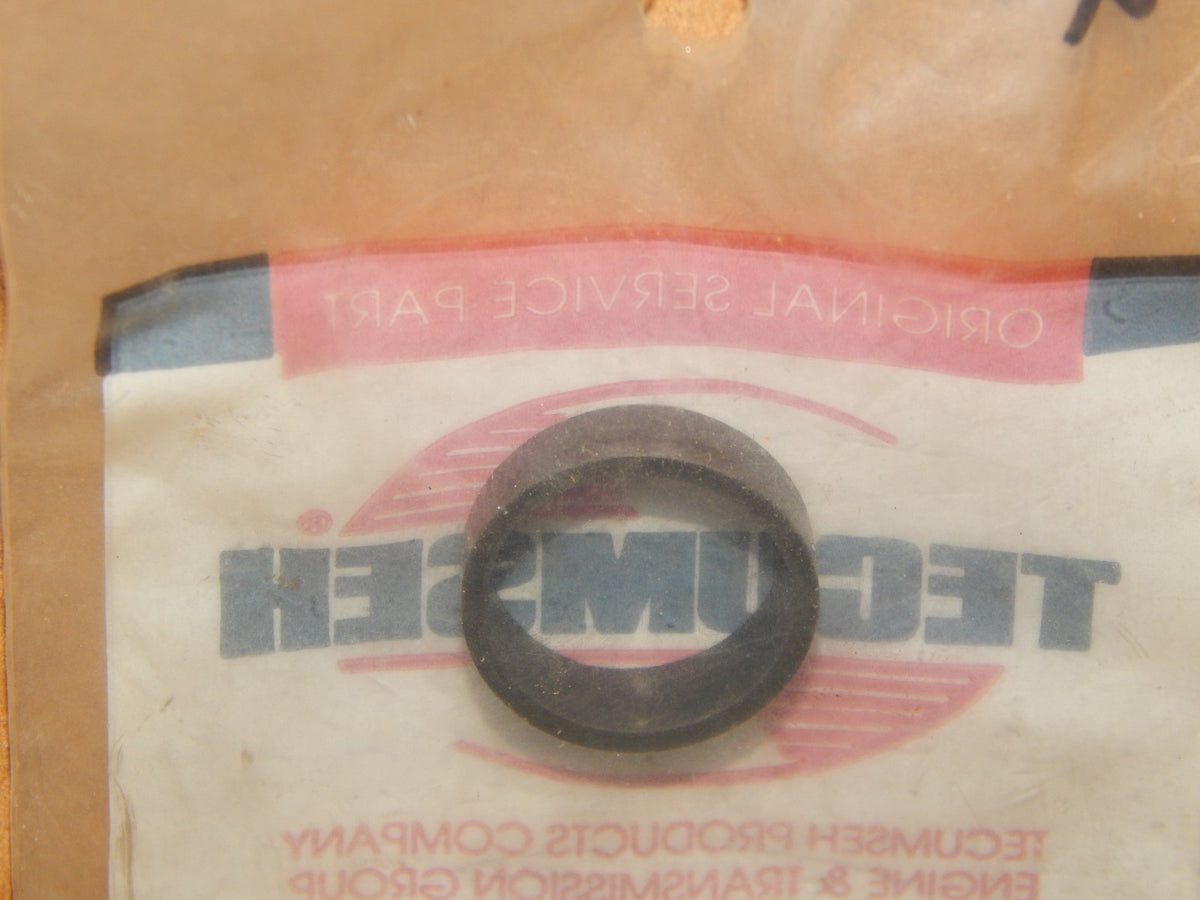 ORIGINAL SERVICE PART
TECUMSEH®
TECUMSEH PRODUCTS COMPANY
ENGINE & TRANSMISSION GROUP